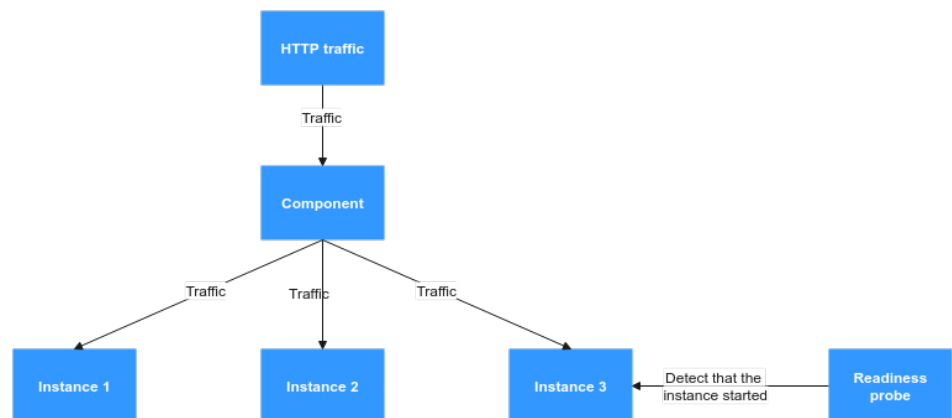 HTTP traffic
Traffic
Component
Traffic
Traffic
Traffic
Instance 1
Instance 2
Instance 3
Detect that the
instance started
Readiness
probe